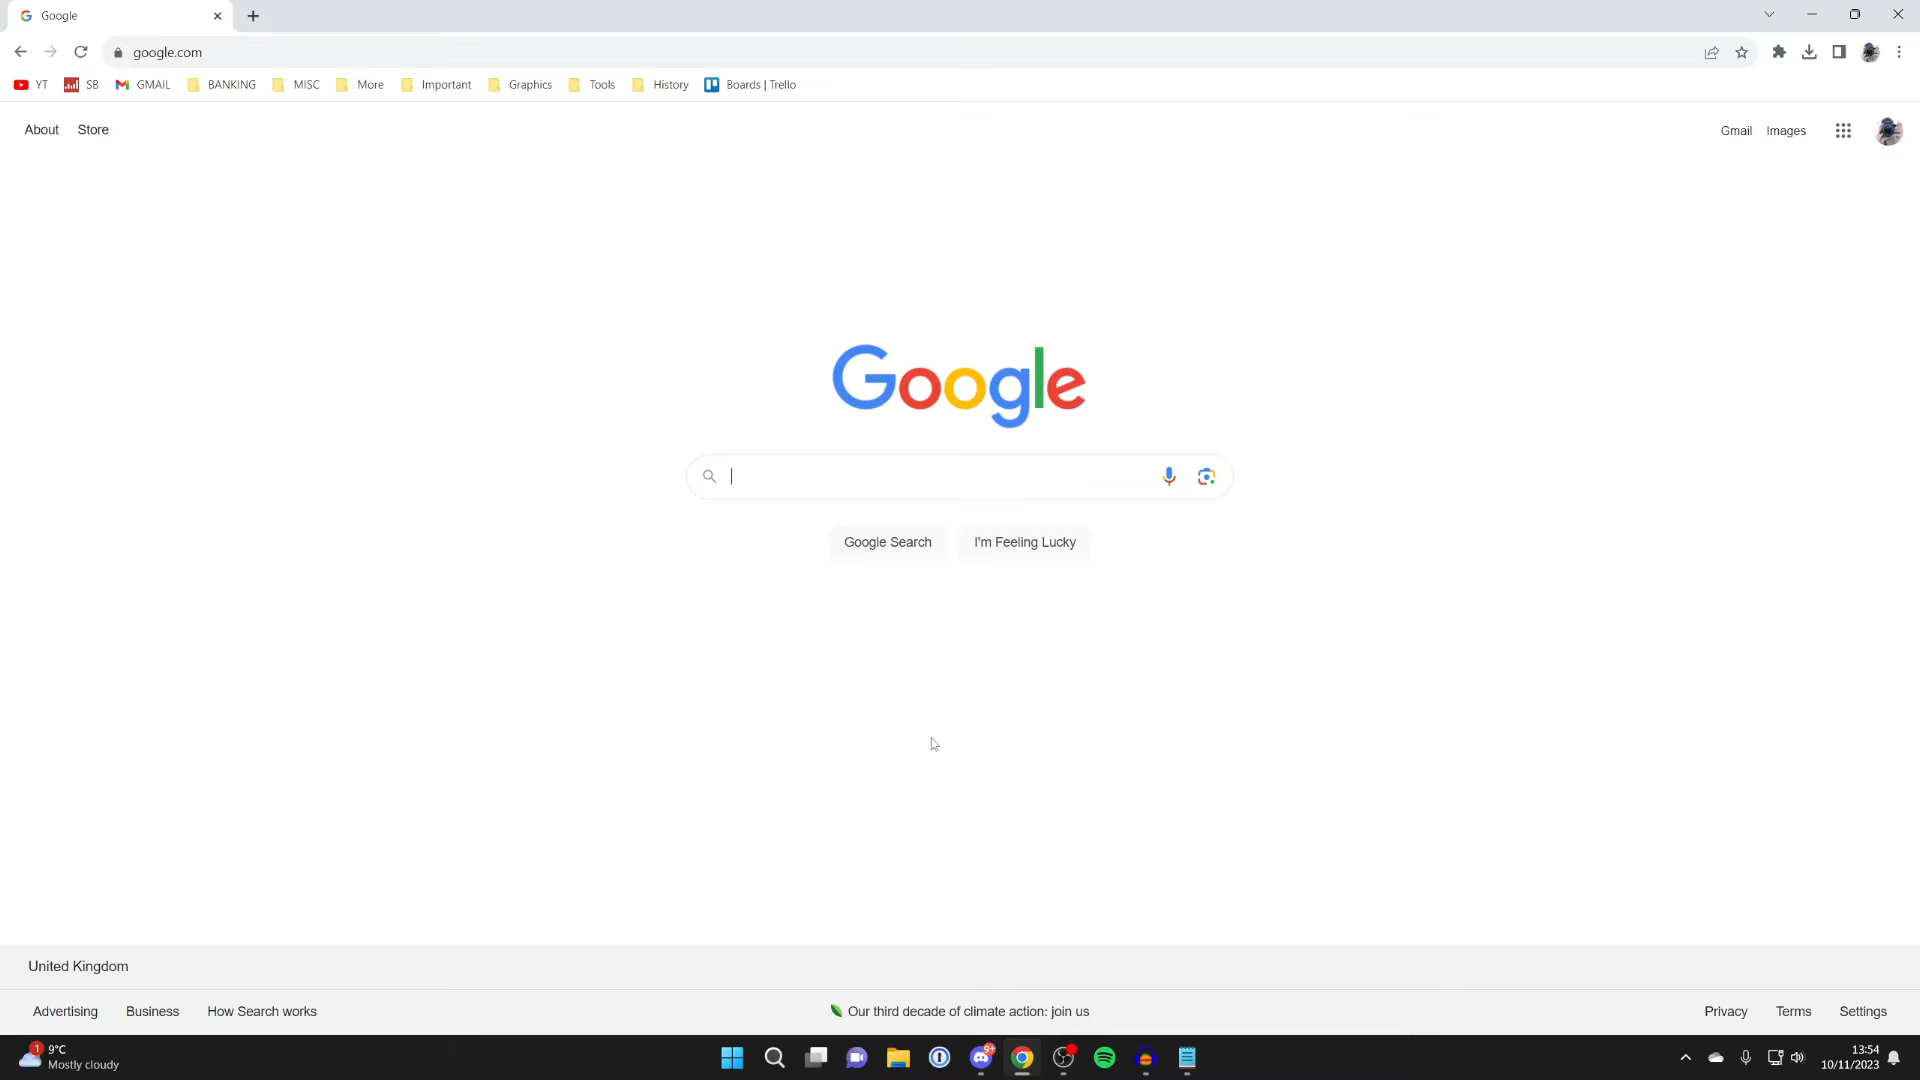 Google
google.com
YT SB GMAIL BANKING MISC More Important Graphics Tools History Boards | Trello
About Store
Gmail Images
Google
Google Search I'm Feeling Lucky
United Kingdom
Advertising Business How Search works
Our third decade of climate action: join us
Privacy Terms Settings
1
9°C
Mostly cloudy
9+
13:54
10/11/2023